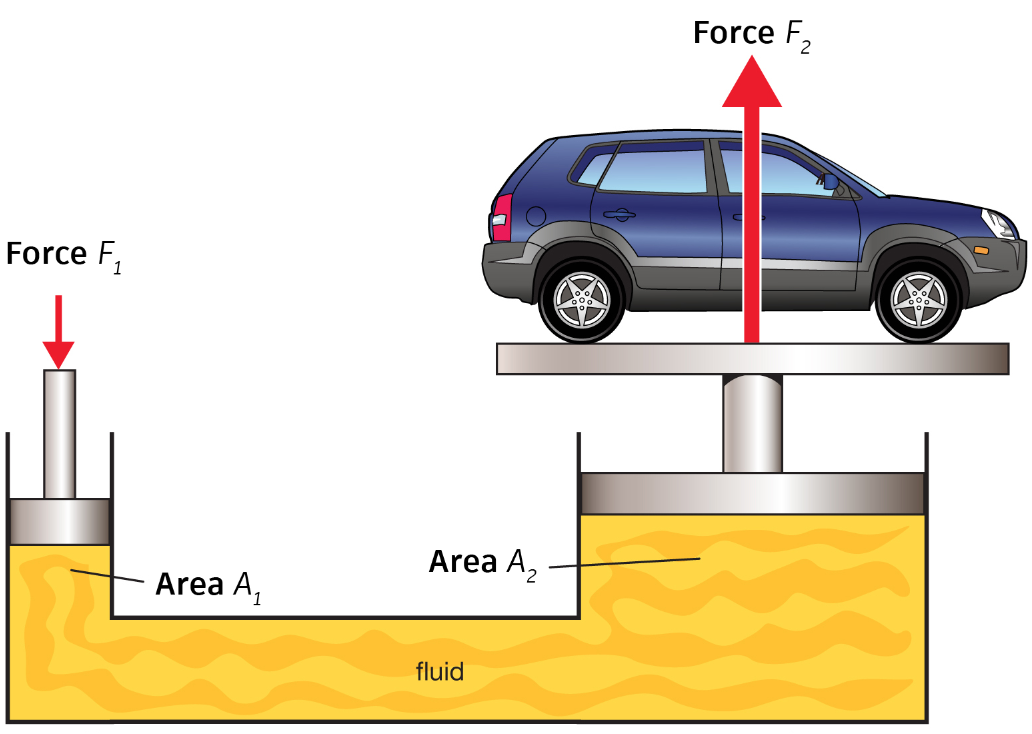 Force F₂
Force F₁
Area A₂
Area A₁
fluid